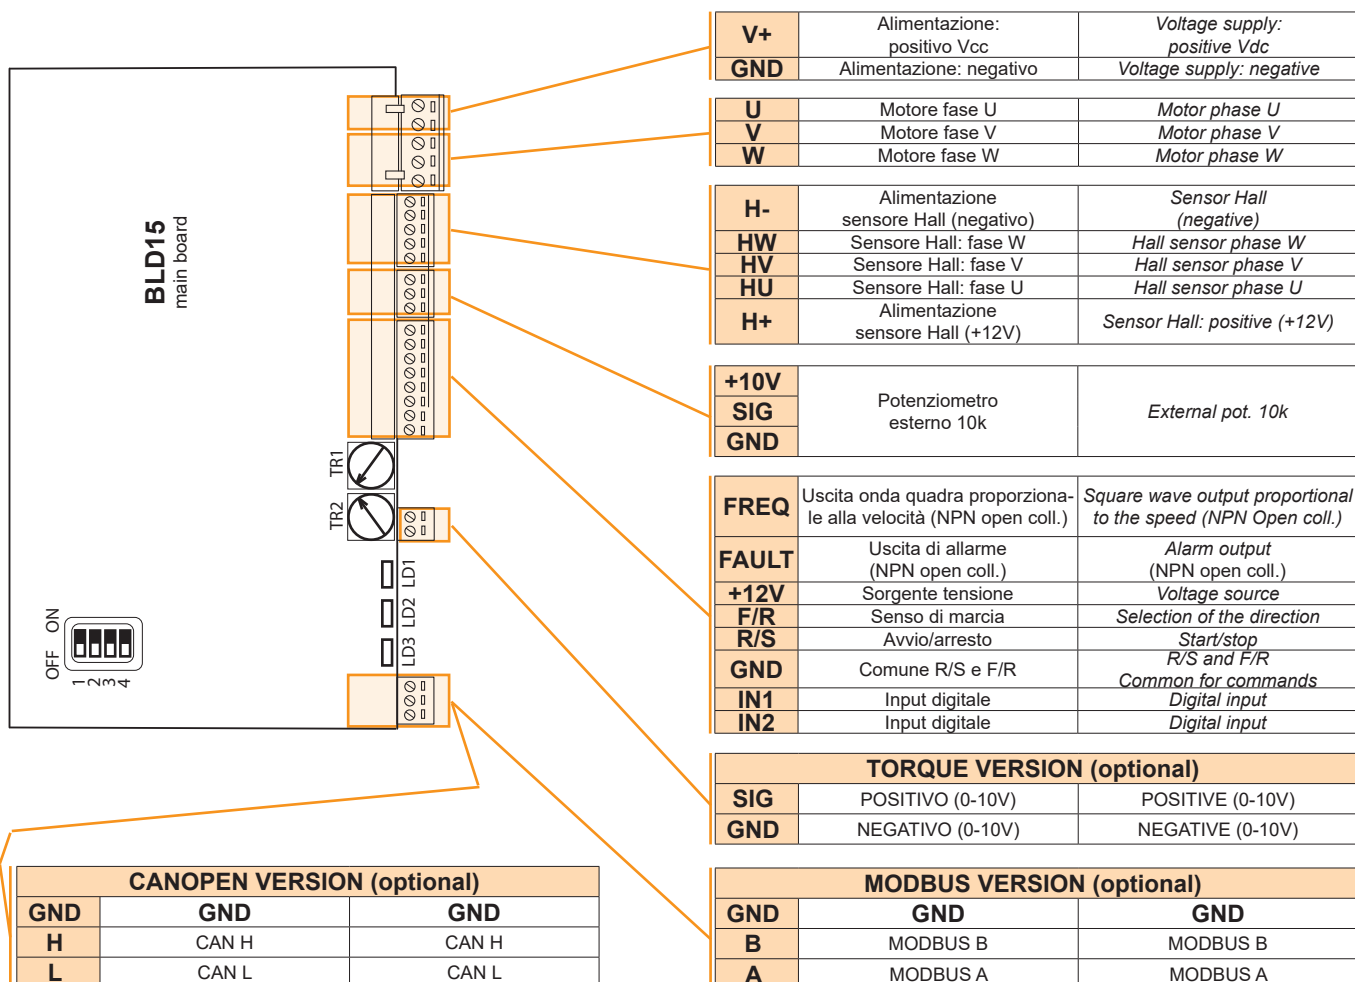 V+ Alimentazione: Voltage supply:
positivo Vcc positive Vdc
GND Alimentazione: negativo Voltage supply: negative
U Motore fase U Motor phase U
V Motore fase V Motor phase V
W Motore fase W Motor phase W
H- Alimentazione Sensor Hall
sensore Hall (negativo) (negative)
HW Sensore Hall: fase W Hall sensor phase W
HV Sensore Hall: fase V Hall sensor phase V
HU Sensore Hall: fase U Hall sensor phase U
H+ Alimentazione Sensor Hall: positive (+12V)
sensore Hall (+12V)
+10V
SIG Potenziometro External pot. 10k
esterno 10k
GND
FREQ Uscita onda quadra proporziona- Square wave output proportional
le alla velocità (NPN open coll.) to the speed (NPN Open coll.)
FAULT Uscita di allarme Alarm output
(NPN open coll.) (NPN open coll.)
+12V Sorgente tensione Voltage source
F/R Senso di marcia Selection of the direction
R/S Avvio/arresto Start/stop
GND Comune R/S e F/R R/S and F/R
Common for commands
IN1 Input digitale Digital input
IN2 Input digitale Digital input
TORQUE VERSION (optional)
SIG POSITIVO (0-10V) POSITIVE (0-10V)
GND NEGATIVO (0-10V) NEGATIVE (0-10V)
MODBUS VERSION (optional)
GND GND GND
B MODBUS B MODBUS B
A MODBUS A MODBUS A
CANOPEN VERSION (optional)
GND GND GND
H CAN H CAN H
L CAN L CAN L
BLD15
main board
TR1
TR2
LD1
LD2
LD3
OFF ON
1
2
3
4